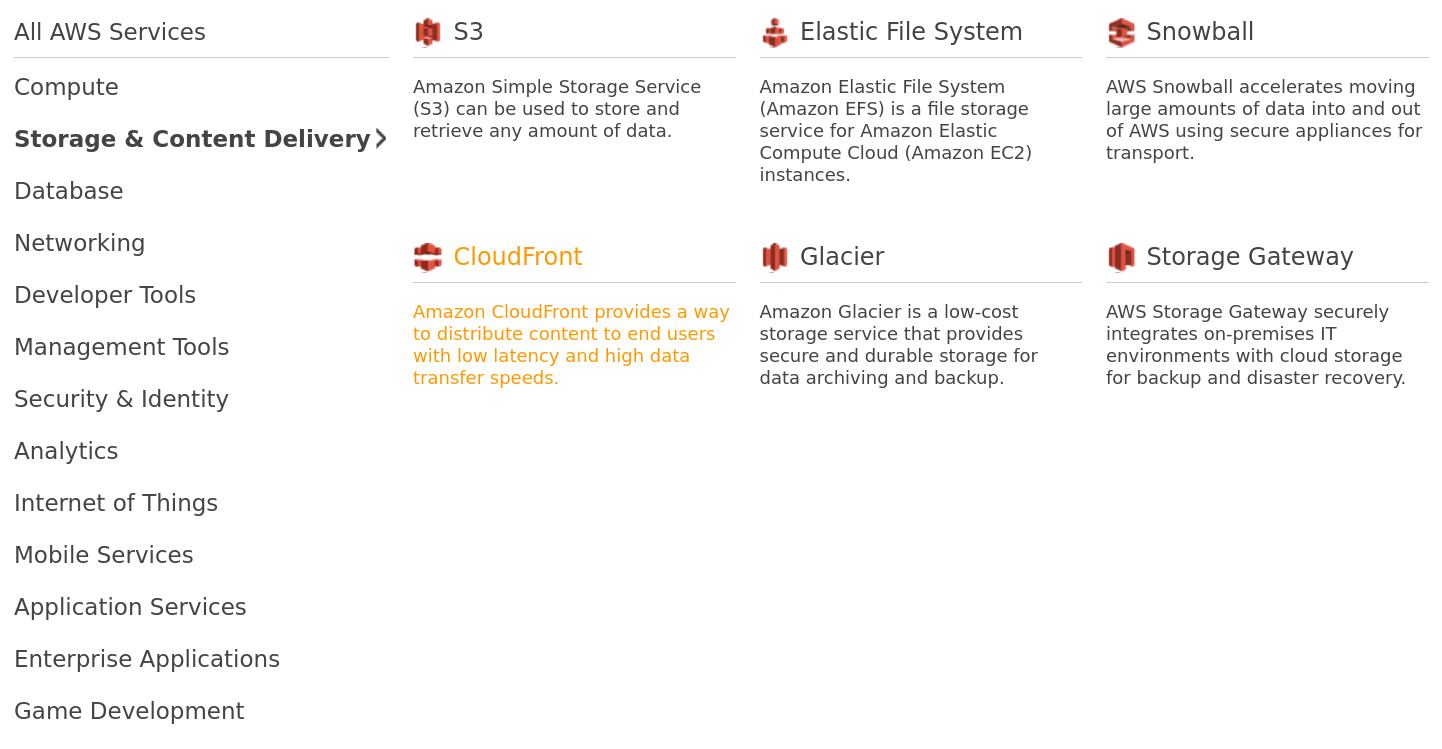 All AWS Services
Compute
Storage & Content Delivery
Database
Networking
Developer Tools
Management Tools
Security & Identity
Analytics
Internet of Things
Mobile Services
Application Services
Enterprise Applications
Game Development
S3
Amazon Simple Storage Service
(S3) can be used to store and
retrieve any amount of data.
Elastic File System
Amazon Elastic File System
(Amazon EFS) is a file storage
service for Amazon Elastic
Compute Cloud (Amazon EC2)
instances.
Snowball
AWS Snowball accelerates moving
large amounts of data into and out
of AWS using secure appliances for
transport.
CloudFront
Amazon CloudFront provides a way
to distribute content to end users
with low latency and high data
transfer speeds.
Glacier
Amazon Glacier is a low-cost
storage service that provides
secure and durable storage for
data archiving and backup.
Storage Gateway
AWS Storage Gateway securely
integrates on-premises IT
environments with cloud storage
for backup and disaster recovery.